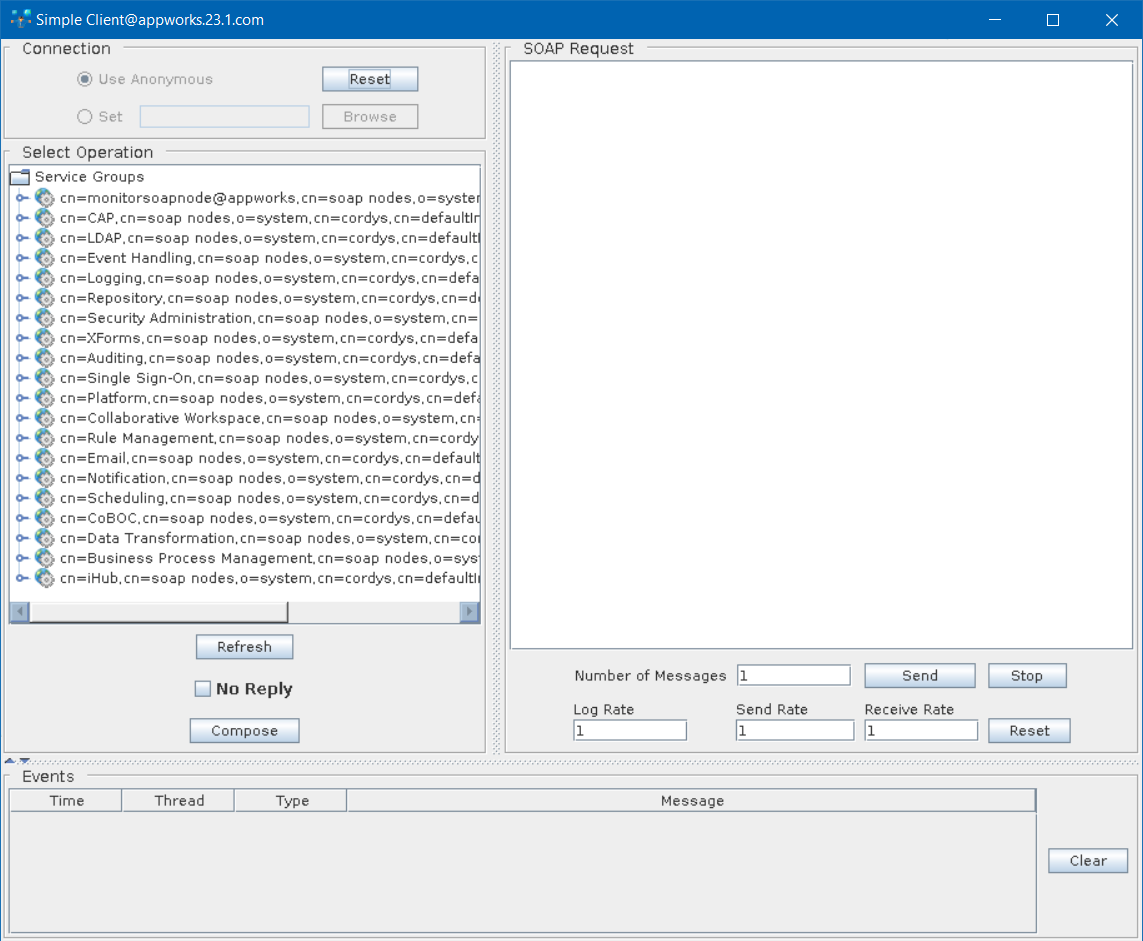 Simple Client@appworks.23.1.com
Connection
Use Anonymous
Reset
Set
Browse
Select Operation
Service Groups
cn=monitorsoapnode@appworks,cn=soap nodes,o=system
cn=CAP,cn=soap nodes,o=system,cn=cordys,cn=defaultIn
cn=LDAP,cn=soap nodes,o=system,cn=cordys,cn=defaultI
cn=Event Handling,cn=soap nodes,o=system,cn=cordys,c
cn=Logging,cn=soap nodes,o=system,cn=cordys,cn=defa
cn=Repository,cn=soap nodes,o=system,cn=cordys,cn=d
cn=Security Administration,cn=soap nodes,o=system,cn=
cn=XForms,cn=soap nodes,o=system,cn=cordys,cn=defa
cn=Auditing,cn=soap nodes,o=system,cn=cordys,cn=defa
cn=Single Sign-On,cn=soap nodes,o=system,cn=cordys,c
cn=Platform,cn=soap nodes,o=system,cn=cordys,cn=defa
cn=Collaborative Workspace,cn=soap nodes,o=system,cn=
cn=Rule Management,cn=soap nodes,o=system,cn=cordy
cn=Email,cn=soap nodes,o=system,cn=cordys,cn=default
cn=Notification,cn=soap nodes,o=system,cn=cordys,cn=d
cn=Scheduling,cn=soap nodes,o=system,cn=cordys,cn=d
cn=CoBOC,cn=soap nodes,o=system,cn=cordys,cn=defau
cn=Data Transformation,cn=soap nodes,o=system,cn=co
cn=Business Process Management,cn=soap nodes,o=syst
cn=iHub,cn=soap nodes,o=system,cn=cordys,cn=defaultI
Refresh
No Reply
Compose
SOAP Request
Number of Messages 1 Send Stop
Log Rate Send Rate Receive Rate
1 1 1 Reset
Events
Time Thread Type Message
Clear